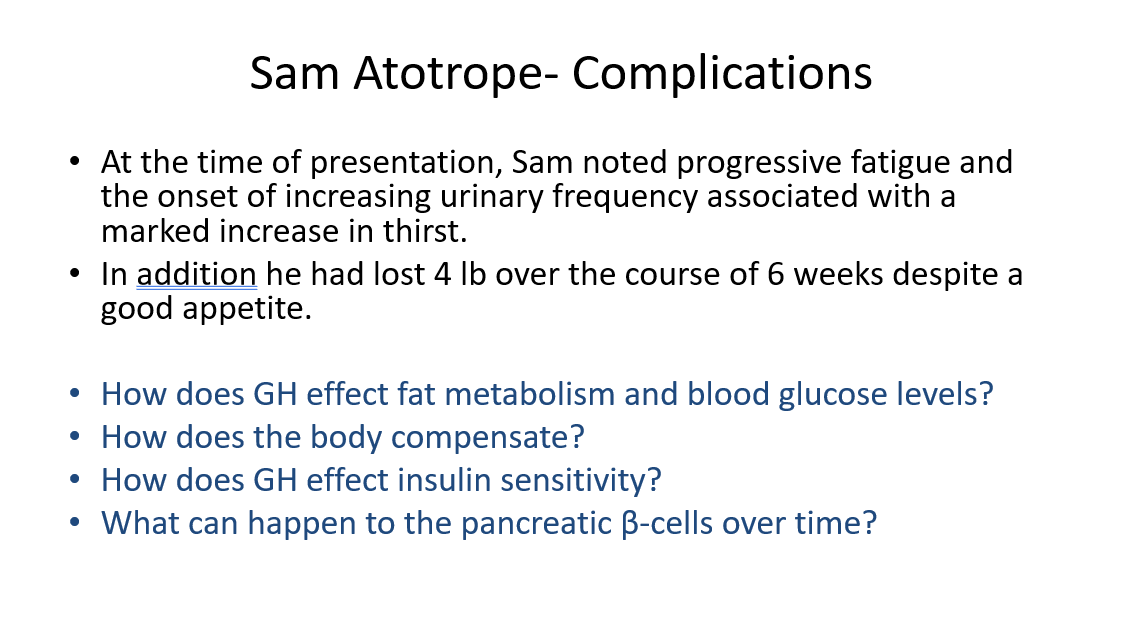 Sam Atotrope- Complications
• At the time of presentation, Sam noted progressive fatigue and
the onset of increasing urinary frequency associated with a
marked increase in thirst.
• In addition he had lost 4 lb over the course of 6 weeks despite a
good appetite.
• How does GH effect fat metabolism and blood glucose levels?
• How does the body compensate?
• How does GH effect insulin sensitivity?
• What can happen to the pancreatic β-cells over time?